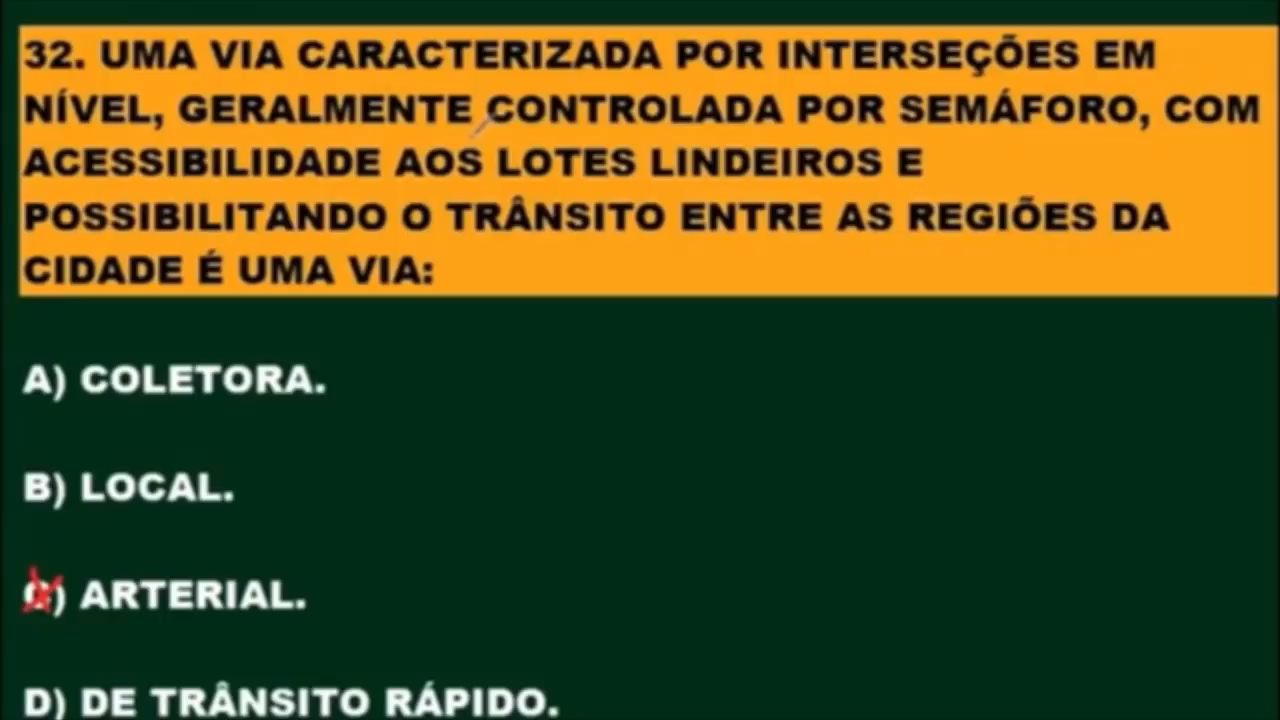 32. UMA VIA CARACTERIZADA POR INTERSEÇÕES EM
NÍVEL, GERALMENTE CONTROLADA POR SEMÁFORO, COM
ACESSIBILIDADE AOS LOTES LINDEIROS E
POSSIBILITANDO O TRÂNSITO ENTRE AS REGIÕES DA
CIDADE É UMA VIA:
A) COLETORA.
B) LOCAL.
C) ARTERIAL.
D) DE TRÂNSITO RÁPIDO.